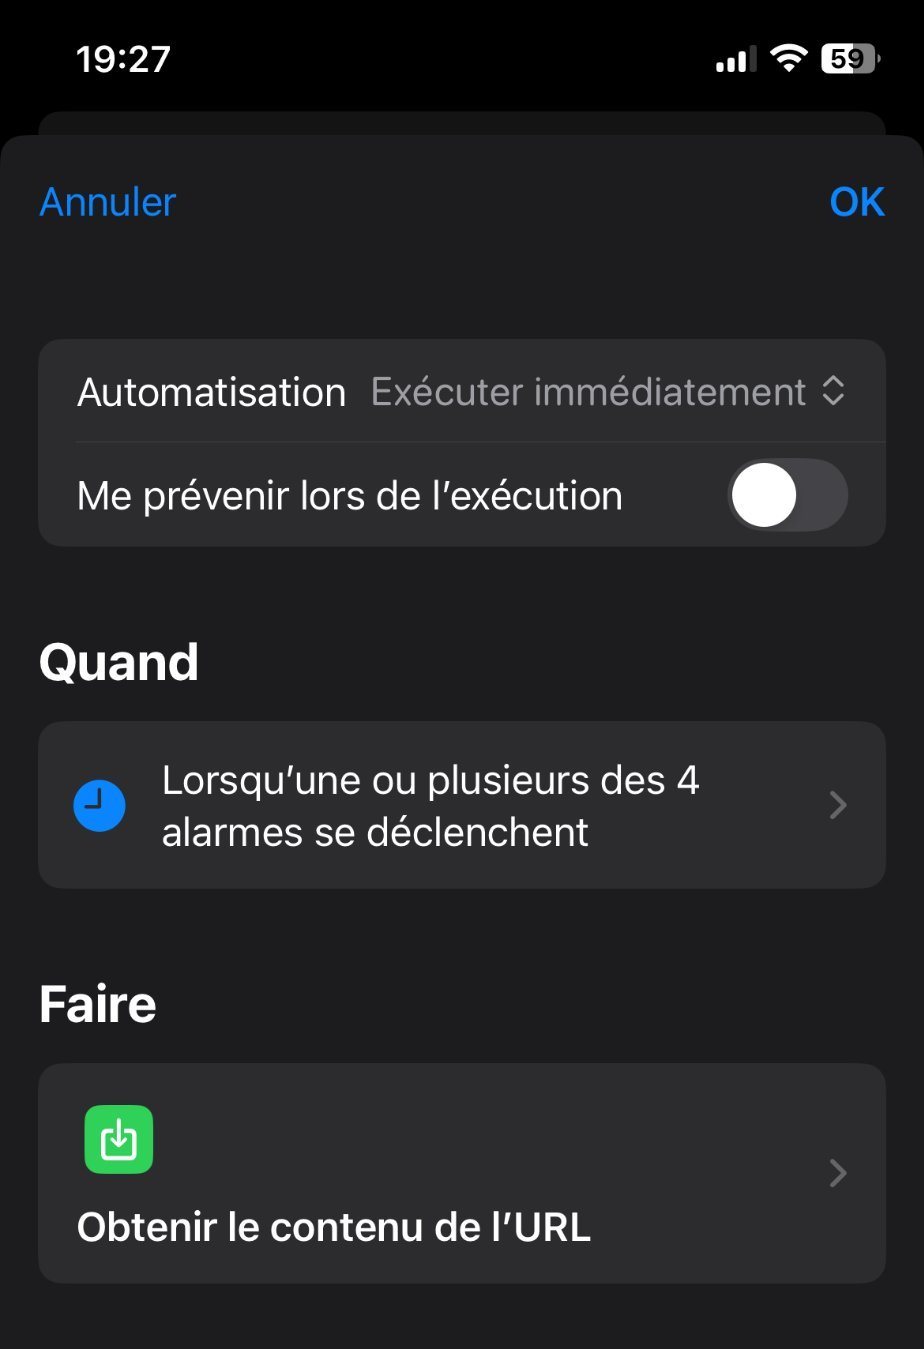 19:27
59
Annuler
OK
Automatisation Exécuter immédiatement
Me prévenir lors de l’exécution
Quand
Lorsqu’une ou plusieurs des 4
alarmes se déclenchent
Faire
Obtenir le contenu de l’URL